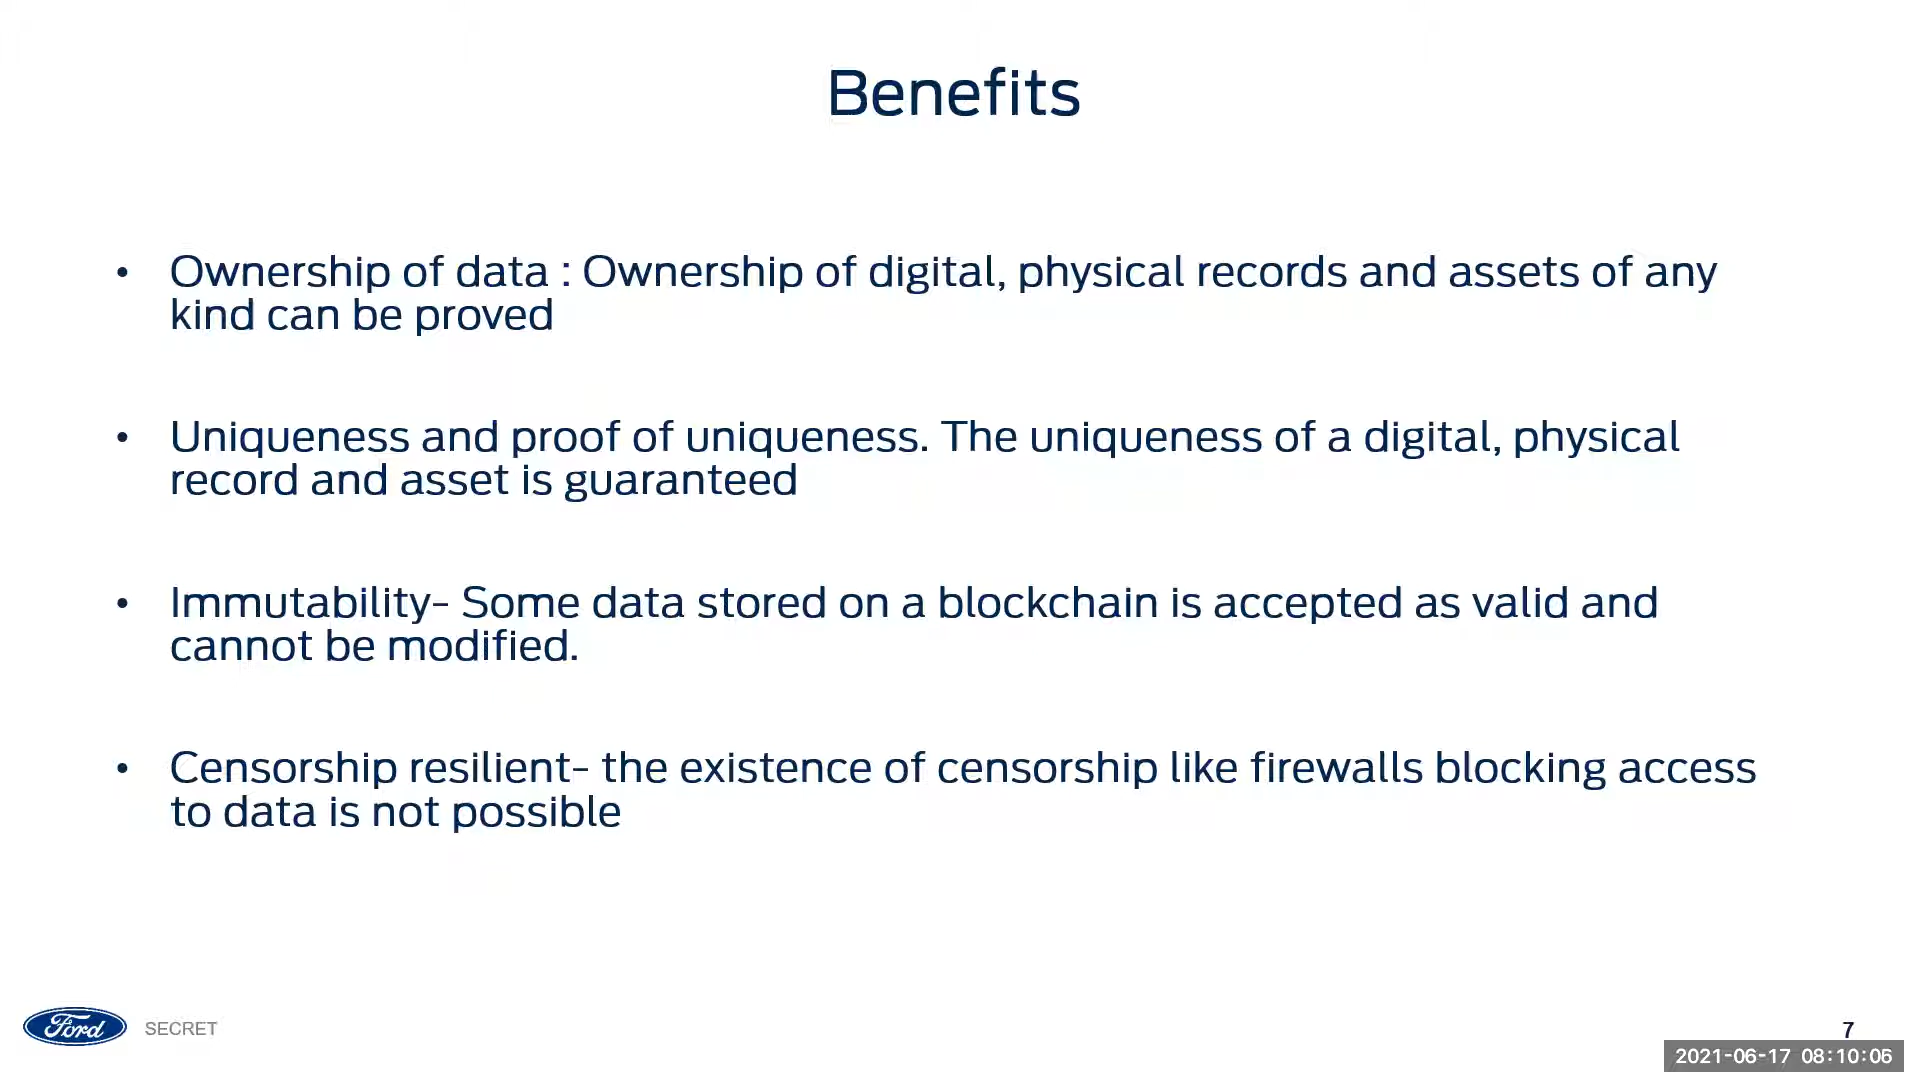 Benefits
• Ownership of data : Ownership of digital, physical records and assets of any
kind can be proved
• Uniqueness and proof of uniqueness. The uniqueness of a digital, physical
record and asset is guaranteed
• Immutability- Some data stored on a blockchain is accepted as valid and
cannot be modified.
• Censorship resilient- the existence of censorship like firewalls blocking access
to data is not possible
Ford SECRET
7
2021-06-17 08:10:06